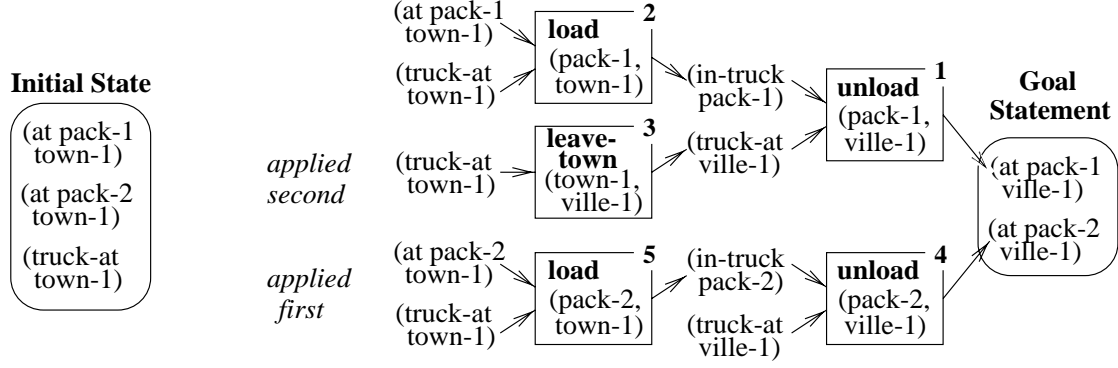 Initial State
(at pack-1
town-1)
(at pack-2
town-1)
(truck-at
town-1)
applied
second
applied
first
(at pack-1
town-1)
(truck-at
town-1)
2
load
(pack-1,
town-1)
(truck-at
town-1)
3
leave-
town
(town-1,
ville-1)
(at pack-2
town-1)
(truck-at
town-1)
5
load
(pack-2,
town-1)
(in-truck
pack-1)
(truck-at
ville-1)
1
unload
(pack-1,
ville-1)
(in-truck
pack-2)
(truck-at
ville-1)
4
unload
(pack-2,
ville-1)
Goal
Statement
(at pack-1
ville-1)
(at pack-2
ville-1)